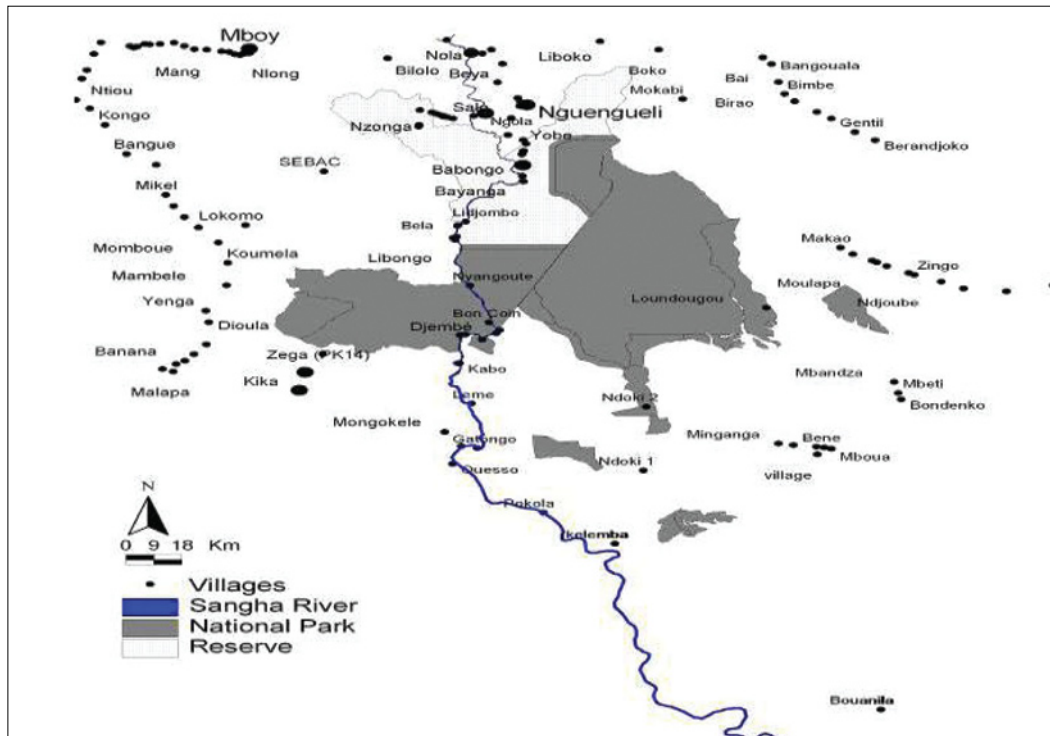 Mboy
Mang
Nlong
Ntiou
Kongo
Bangue
Mikel
Lokomo
Momboue
Koumela
Mambele
Yenga
Dioula
Banana
Malapa
Zega (PK14)
Kika
SEBAC
Nola
Bilolo
Beya
Liboko
Boko
Mokabi
Salo
Nguengueli
Ngola
Nzonga
Yobo
Babongo
Bayanga
Lidjombo
Bela
Libongo
Nyangoute
Bon Coin
Djembé
Kabo
Leme
Mongokele
Gatongo
Ouesso
Pokola
Ikelemba
Bai
Bangouala
Bimbe
Birao
Gentil
Berandjoko
Makao
Zingo
Moulapa
Ndjoube
Loundougou
Mbandza
Mbeti
Bondenko
Ndoki 2
Minganga
Bene
Mboua
village
Ndoki 1
Bouanila
N
0 9 18 Km
Villages
Sangha River
National Park
Reserve